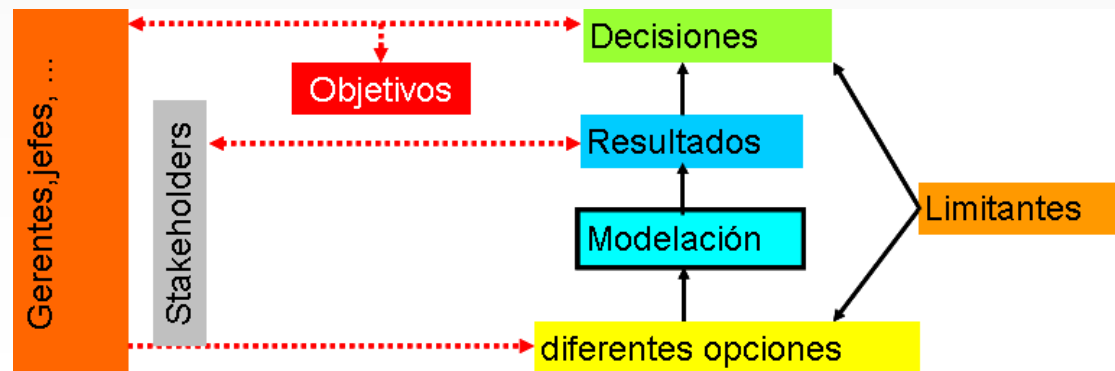 Gerentes,jefes, ...
Stakeholders
Objetivos
Decisiones
Resultados
Modelación
diferentes opciones
Limitantes